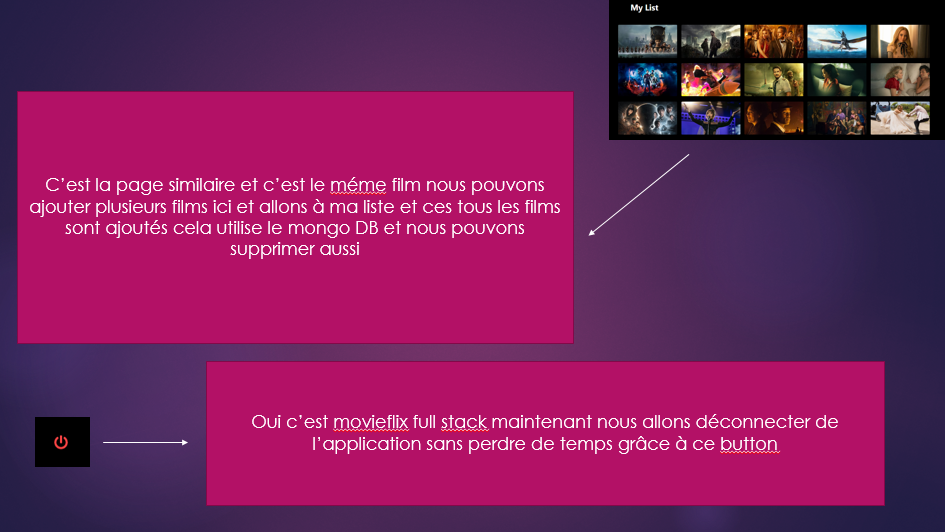 My List
C’est la page similaire et c’est le méme film nous pouvons
ajouter plusieurs films ici et allons à ma liste et ces tous les films
sont ajoutés cela utilise le mongo DB et nous pouvons
supprimer aussi
Oui c’est movieflix full stack maintenant nous allons déconnecter de
l’application sans perdre de temps grâce à ce button